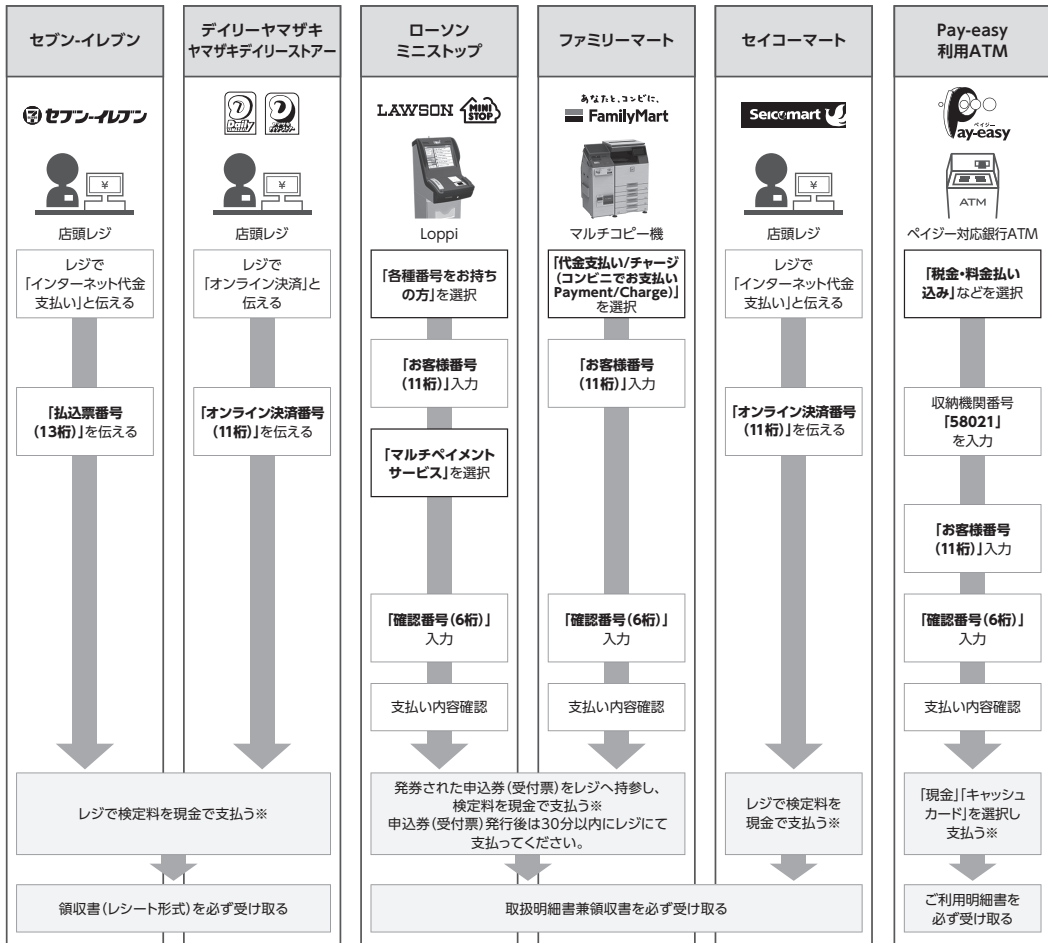 セブン-イレブン
デイリーヤマザキ
ヤマザキデイリーストアー
ローソン
ミニストップ
ファミリーマート
セイコーマート
Pay-easy
利用ATM
セブン-イレブン
LAWSON
MINI
STOP
あなたと、コンビに、
FamilyMart
Seicomart
ペイジー
Pay-easy
¥
店頭レジ
¥
店頭レジ
Loppi
マルチコピー機
¥
店頭レジ
ATM
ペイジー対応銀行ATM
レジで
「インターネット代金
支払い」と伝える
レジで
「オンライン決済」と
伝える
「各種番号をお持ち
の方」を選択
「代金支払い/チャージ
(コンビニでお支払い
Payment/Charge)」
を選択
レジで
「インターネット代金
支払い」と伝える
「税金・料金払い
込み」などを選択
「お客様番号
(11桁)」入力
「お客様番号
(11桁)」入力
「払込票番号
(13桁)」を伝える
「オンライン決済番号
(11桁)」を伝える
「オンライン決済番号
(11桁)」を伝える
収納機関番号
「58021」
を入力
「マルチペイメント
サービス」を選択
「お客様番号
(11桁)」入力
「確認番号(6桁)」
入力
「確認番号(6桁)」
入力
「確認番号(6桁)」
入力
支払い内容確認
支払い内容確認
支払い内容確認
レジで検定料を現金で支払う※
発券された申込券(受付票)をレジへ持参し、
検定料を現金で支払う※
申込券(受付票)発行後は30分以内にレジにて
支払ってください。
レジで検定料を
現金で支払う※
「現金」「キャッシュ
カード」を選択し
支払う※
領収書(レシート形式)を必ず受け取る
取扱明細書兼領収書を必ず受け取る
ご利用明細書を
必ず受け取る